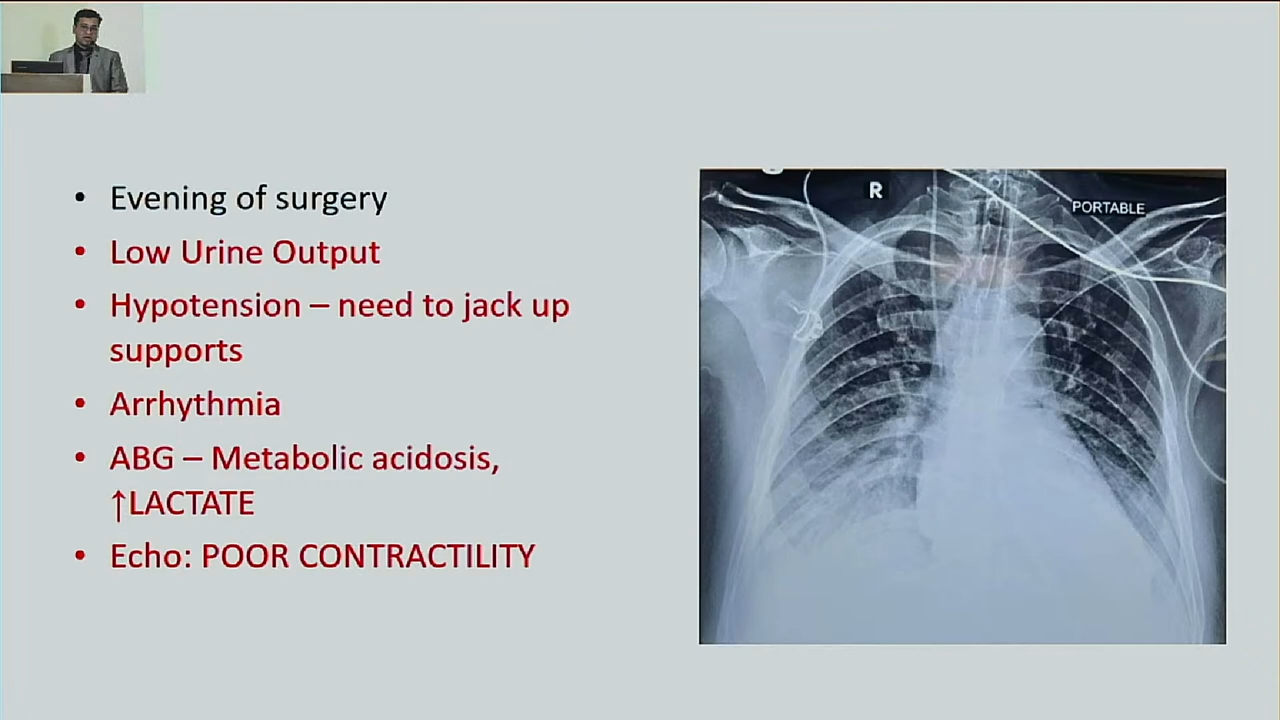 • Evening of surgery
• Low Urine Output
• Hypotension – need to jack up
supports
• Arrhythmia
• ABG – Metabolic acidosis,
↑LACTATE
• Echo: POOR CONTRACTILITY
R
PORTABLE